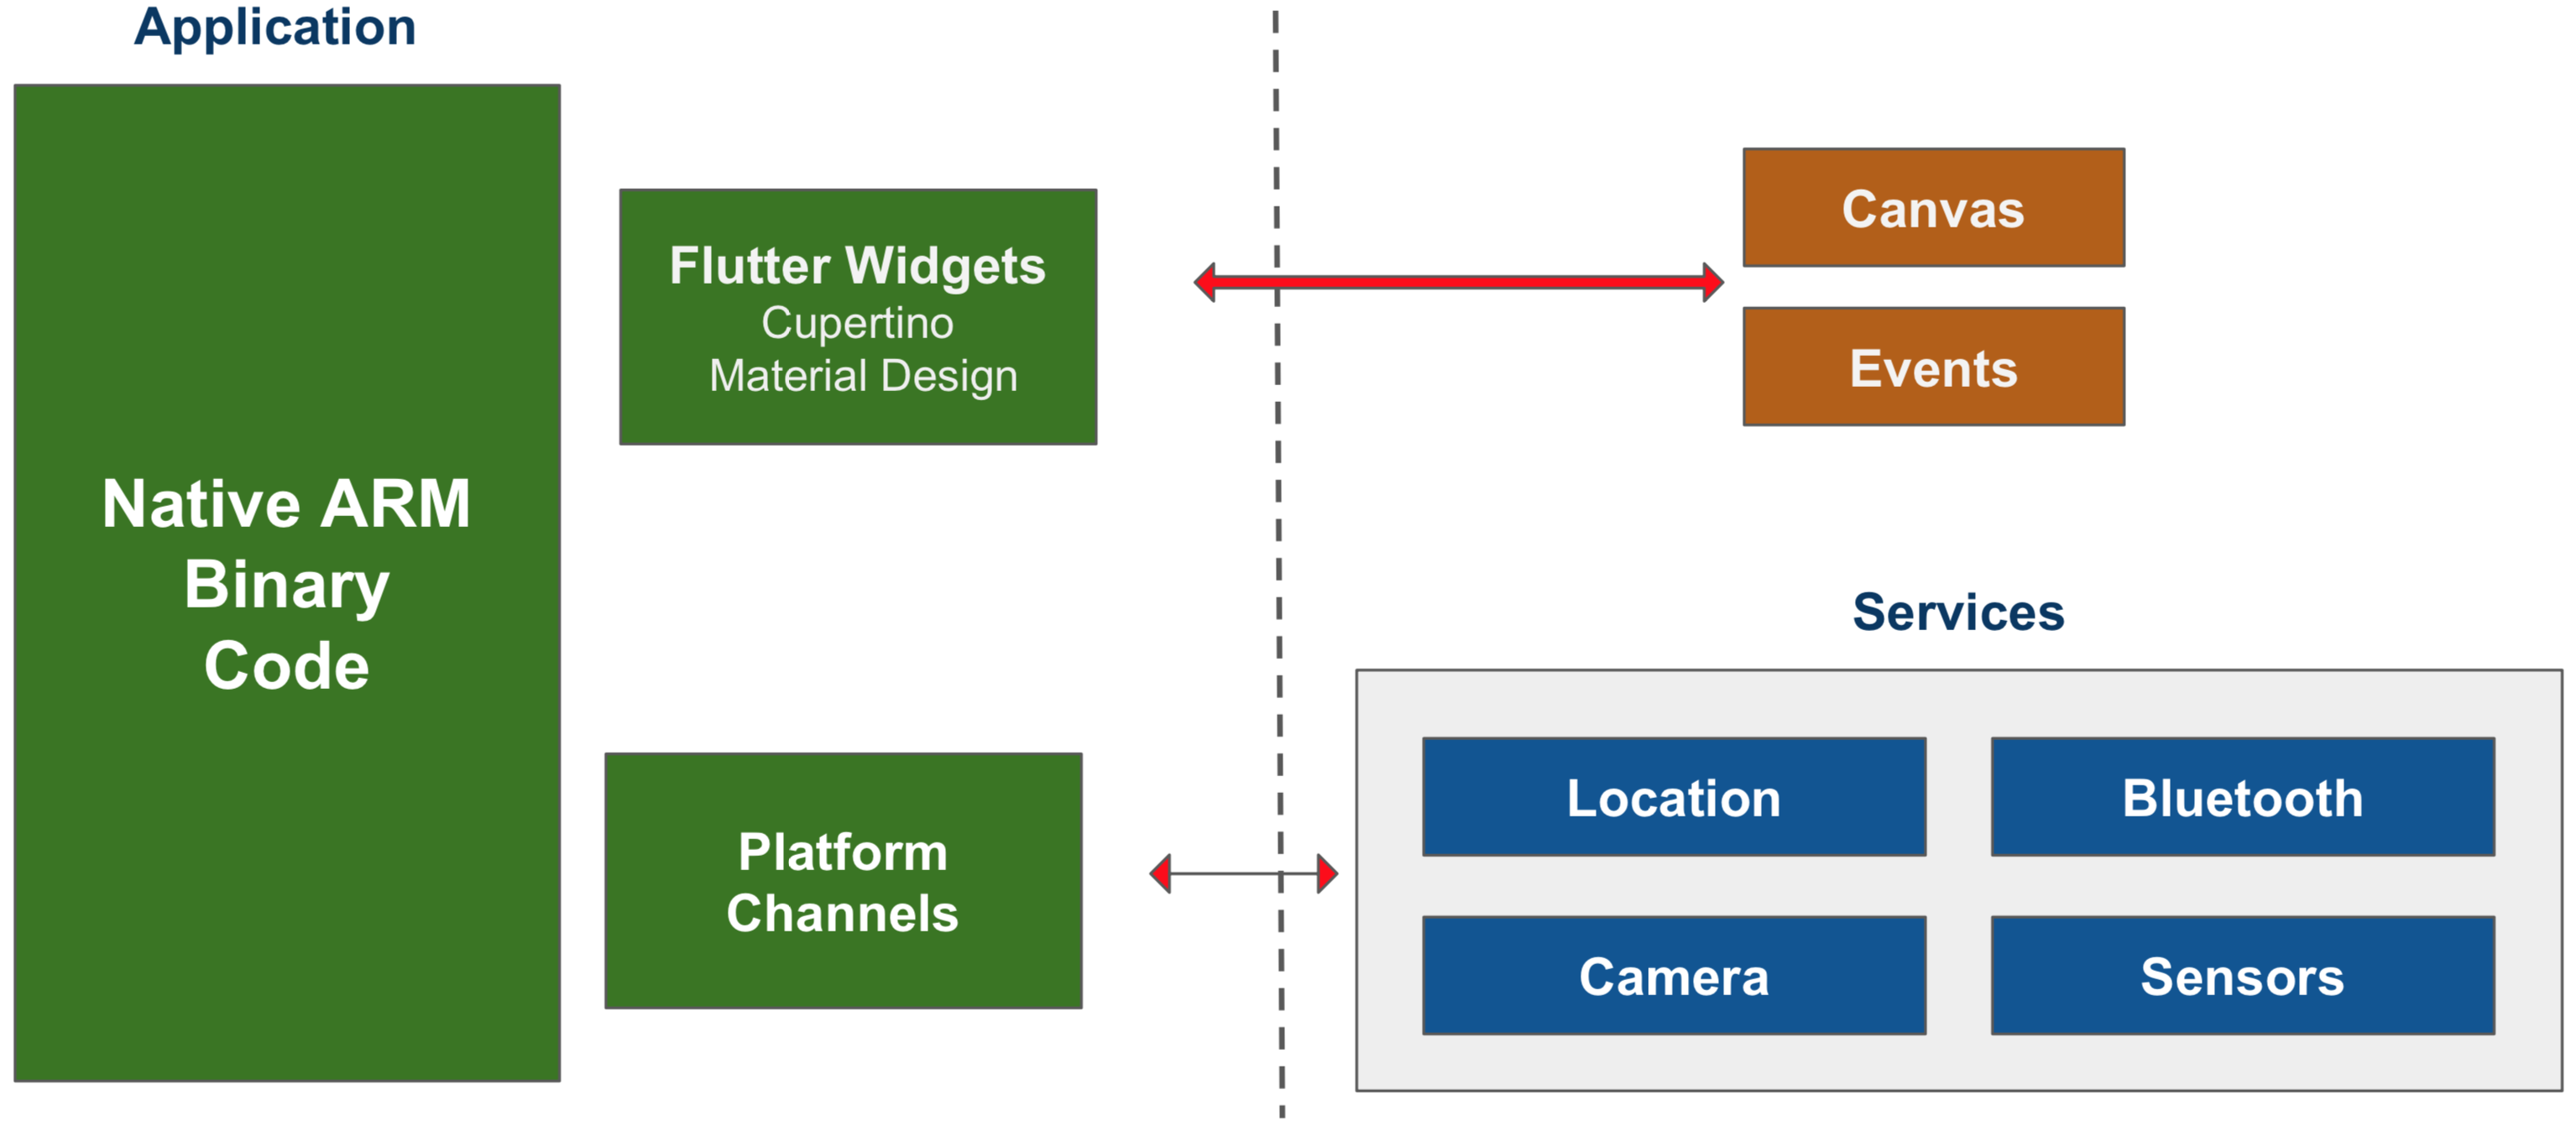 Application
Native ARM
Binary
Code
Flutter Widgets
Cupertino
Material Design
Platform
Channels
Canvas
Events
Services
Location
Bluetooth
Camera
Sensors